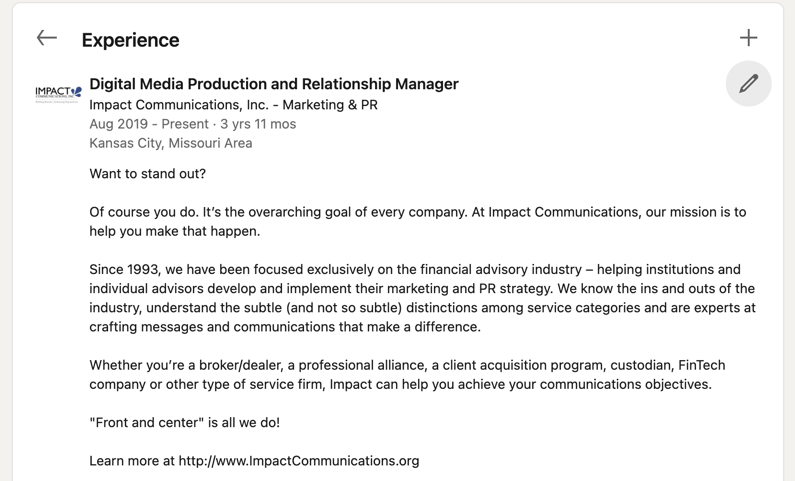 Experience
IMPACT
Digital Media Production and Relationship Manager
Impact Communications, Inc. - Marketing & PR
Aug 2019 - Present · 3 yrs 11 mos
Kansas City, Missouri Area
Want to stand out?
Of course you do. It’s the overarching goal of every company. At Impact Communications, our mission is to
help you make that happen.
Since 1993, we have been focused exclusively on the financial advisory industry – helping institutions and
individual advisors develop and implement their marketing and PR strategy. We know the ins and outs of the
industry, understand the subtle (and not so subtle) distinctions among service categories and are experts at
crafting messages and communications that make a difference.
Whether you’re a broker/dealer, a professional alliance, a client acquisition program, custodian, FinTech
company or other type of service firm, Impact can help you achieve your communications objectives.
"Front and center" is all we do!
Learn more at http://www.ImpactCommunications.org